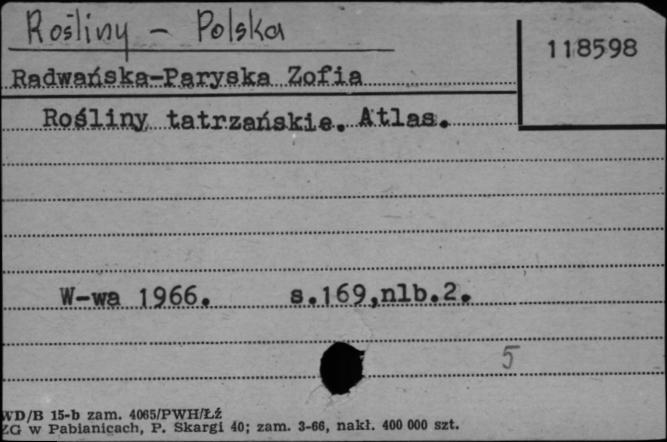 Rośliny - Polska
118598
Radwańska-Paryska Zofia
Rośliny tatrzańskie. Atlas.
W-wa 1966. s.169,nlb.2.
5
WD/B 15-b zam. 4065/PWH/Łź
ZG w Pabianicach, P. Skargi 40; zam. 3-66, nakł. 400 000 szt.